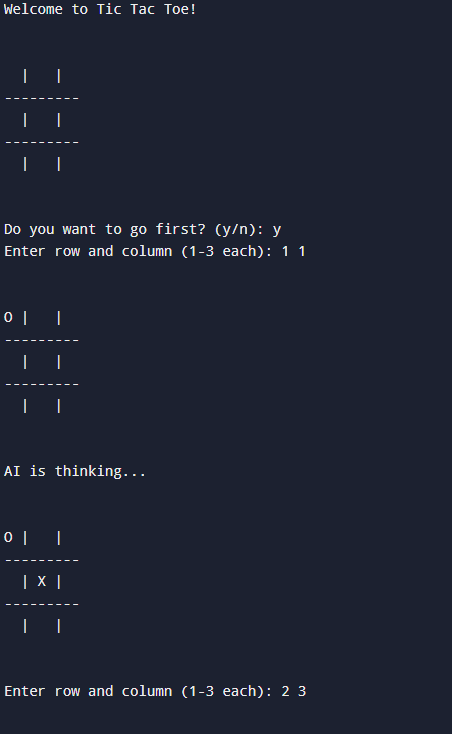 Welcome to Tic Tac Toe!
  |   |
---------
  |   |
---------
  |   |
Do you want to go first? (y/n): y
Enter row and column (1-3 each): 1 1
O |   |
---------
  |   |
---------
  |   |
AI is thinking...
O |   |
---------
  | X |
---------
  |   |
Enter row and column (1-3 each): 2 3